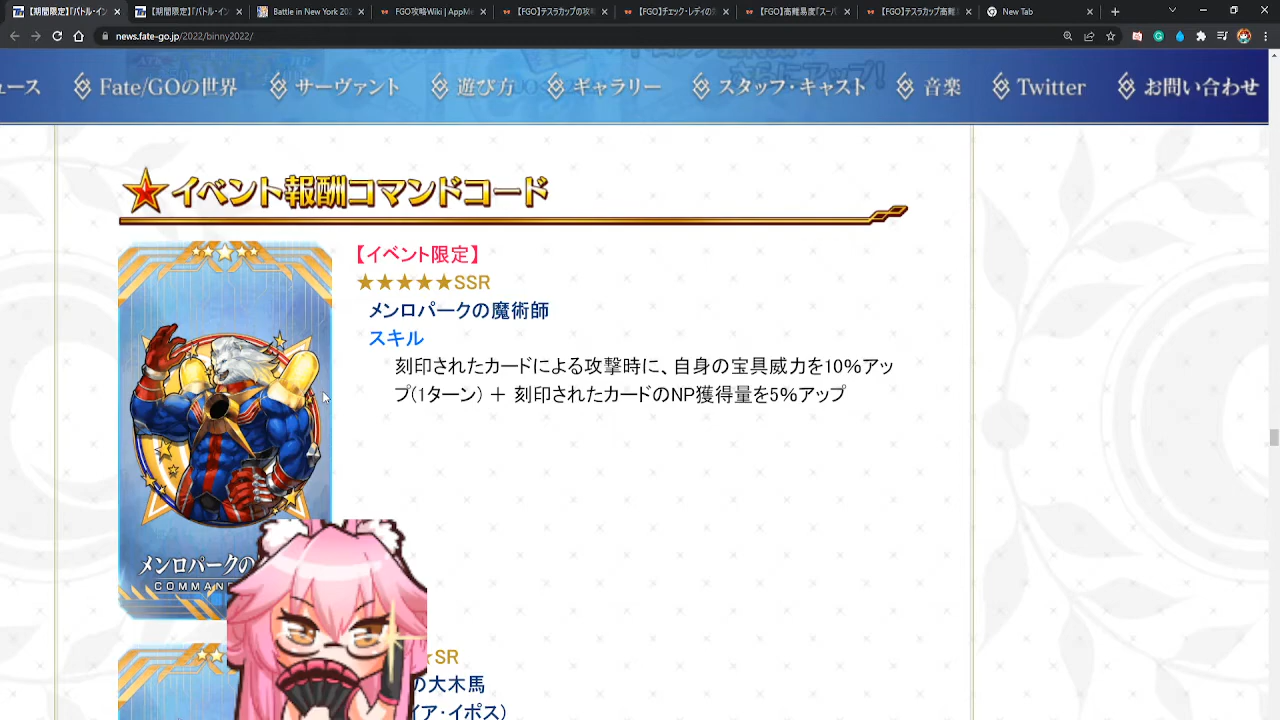 【期間限定】「バトル・イン
【期間限定】「バトル・イン
Battle in New York 202
FGO攻略Wiki | AppMe
【FGO】テスラカップの攻略
【FGO】チェック・レディの
【FGO】高難易度『スーパ
【FGO】テスラカップ高難
New Tab
news.fate-go.jp/2022/binny2022/
ュース Fate/GOの世界 サーヴァント 遊び方 ギャラリー スタッフ・キャスト 音楽 Twitter お問い合わせ
イベント報酬コマンドコード
【イベント限定】
★★★★★SSR
メンロパークの魔術師
スキル
刻印されたカードによる攻撃時に、自身の宝具威力を10%アッ
プ(1ターン) ＋ 刻印されたカードのNP獲得量を5%アップ
メンロパークの
COMMAN
★SR
の大木馬
イア・イポス)